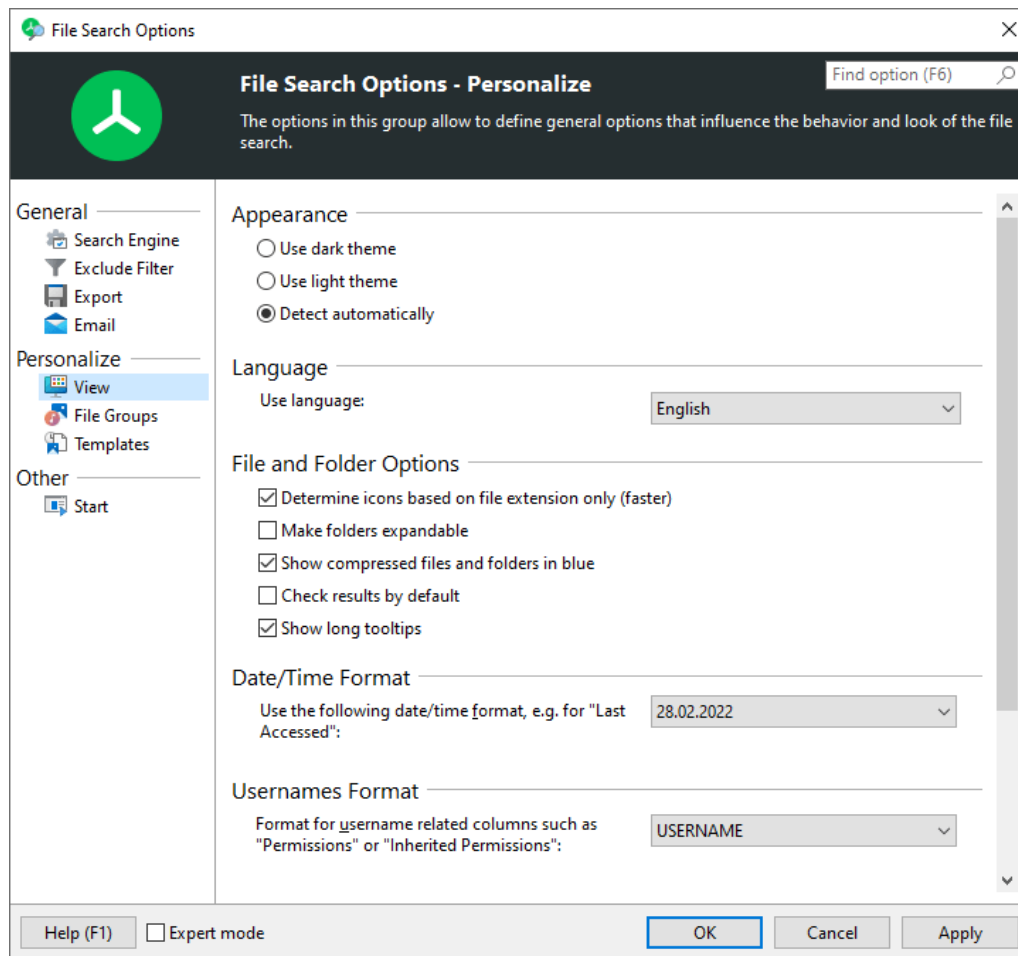 File Search Options
File Search Options - Personalize
Find option (F6)
The options in this group allow to define general options that influence the behavior and look of the file
search.
General
Search Engine
Exclude Filter
Export
Email
Personalize
View
File Groups
Templates
Other
Start
Appearance
Use dark theme
Use light theme
Detect automatically
Language
Use language:
English
File and Folder Options
Determine icons based on file extension only (faster)
Make folders expandable
Show compressed files and folders in blue
Check results by default
Show long tooltips
Date/Time Format
Use the following date/time format, e.g. for "Last
Accessed":
28.02.2022
Usernames Format
Format for username related columns such as
"Permissions" or "Inherited Permissions":
USERNAME
Help (F1)
Expert mode
OK
Cancel
Apply